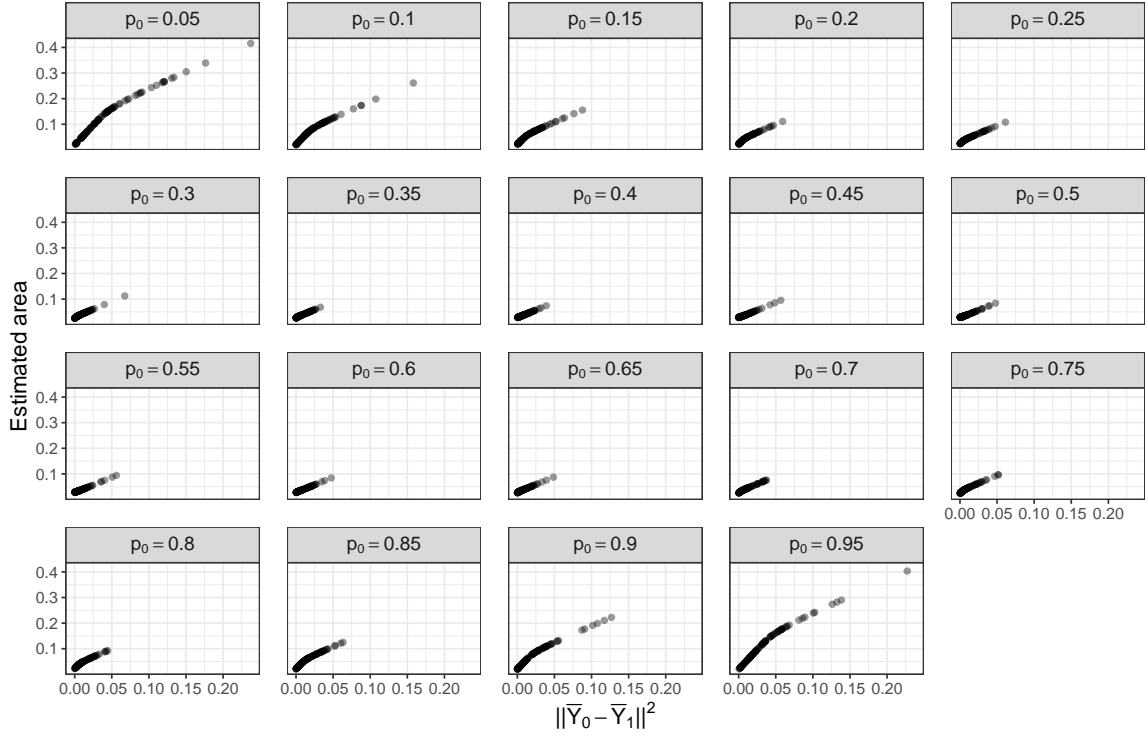 p₀ = 0.05 p₀ = 0.1 p₀ = 0.15 p₀ = 0.2 p₀ = 0.25
0.4
0.3
0.2
0.1
p₀ = 0.3 p₀ = 0.35 p₀ = 0.4 p₀ = 0.45 p₀ = 0.5
0.4
0.3
0.2
0.1
Estimated area
p₀ = 0.55 p₀ = 0.6 p₀ = 0.65 p₀ = 0.7 p₀ = 0.75
0.4
0.3
0.2
0.1
0.00 0.05 0.10 0.15 0.20
p₀ = 0.8 p₀ = 0.85 p₀ = 0.9 p₀ = 0.95
0.4
0.3
0.2
0.1
0.00 0.05 0.10 0.15 0.20 0.00 0.05 0.10 0.15 0.20 0.00 0.05 0.10 0.15 0.20 0.00 0.05 0.10 0.15 0.20
||Y̅₀ − Y̅₁||²